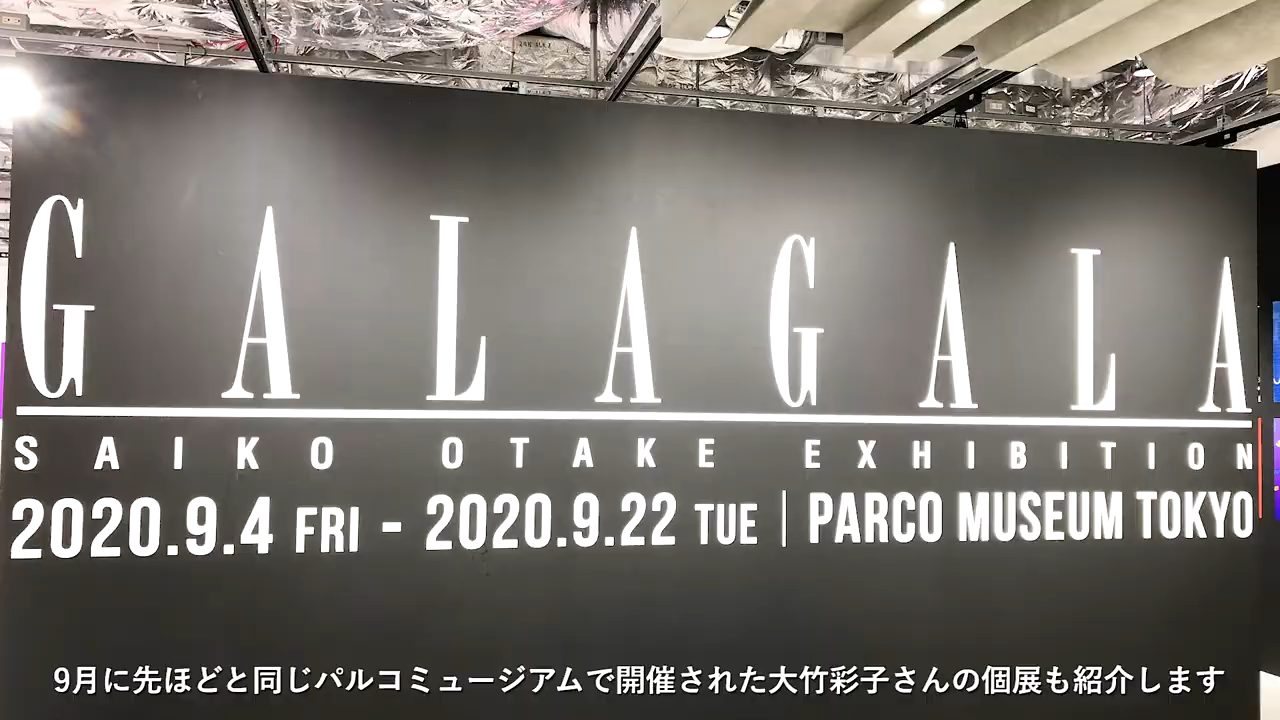 GALAGALA
SAIKO OTAKE EXHIBITION
2020.9.4 FRI - 2020.9.22 TUE | PARCO MUSEUM TOKYO
9月に先ほどと同じパルコミュージアムで開催された大竹彩子さんの個展も紹介します